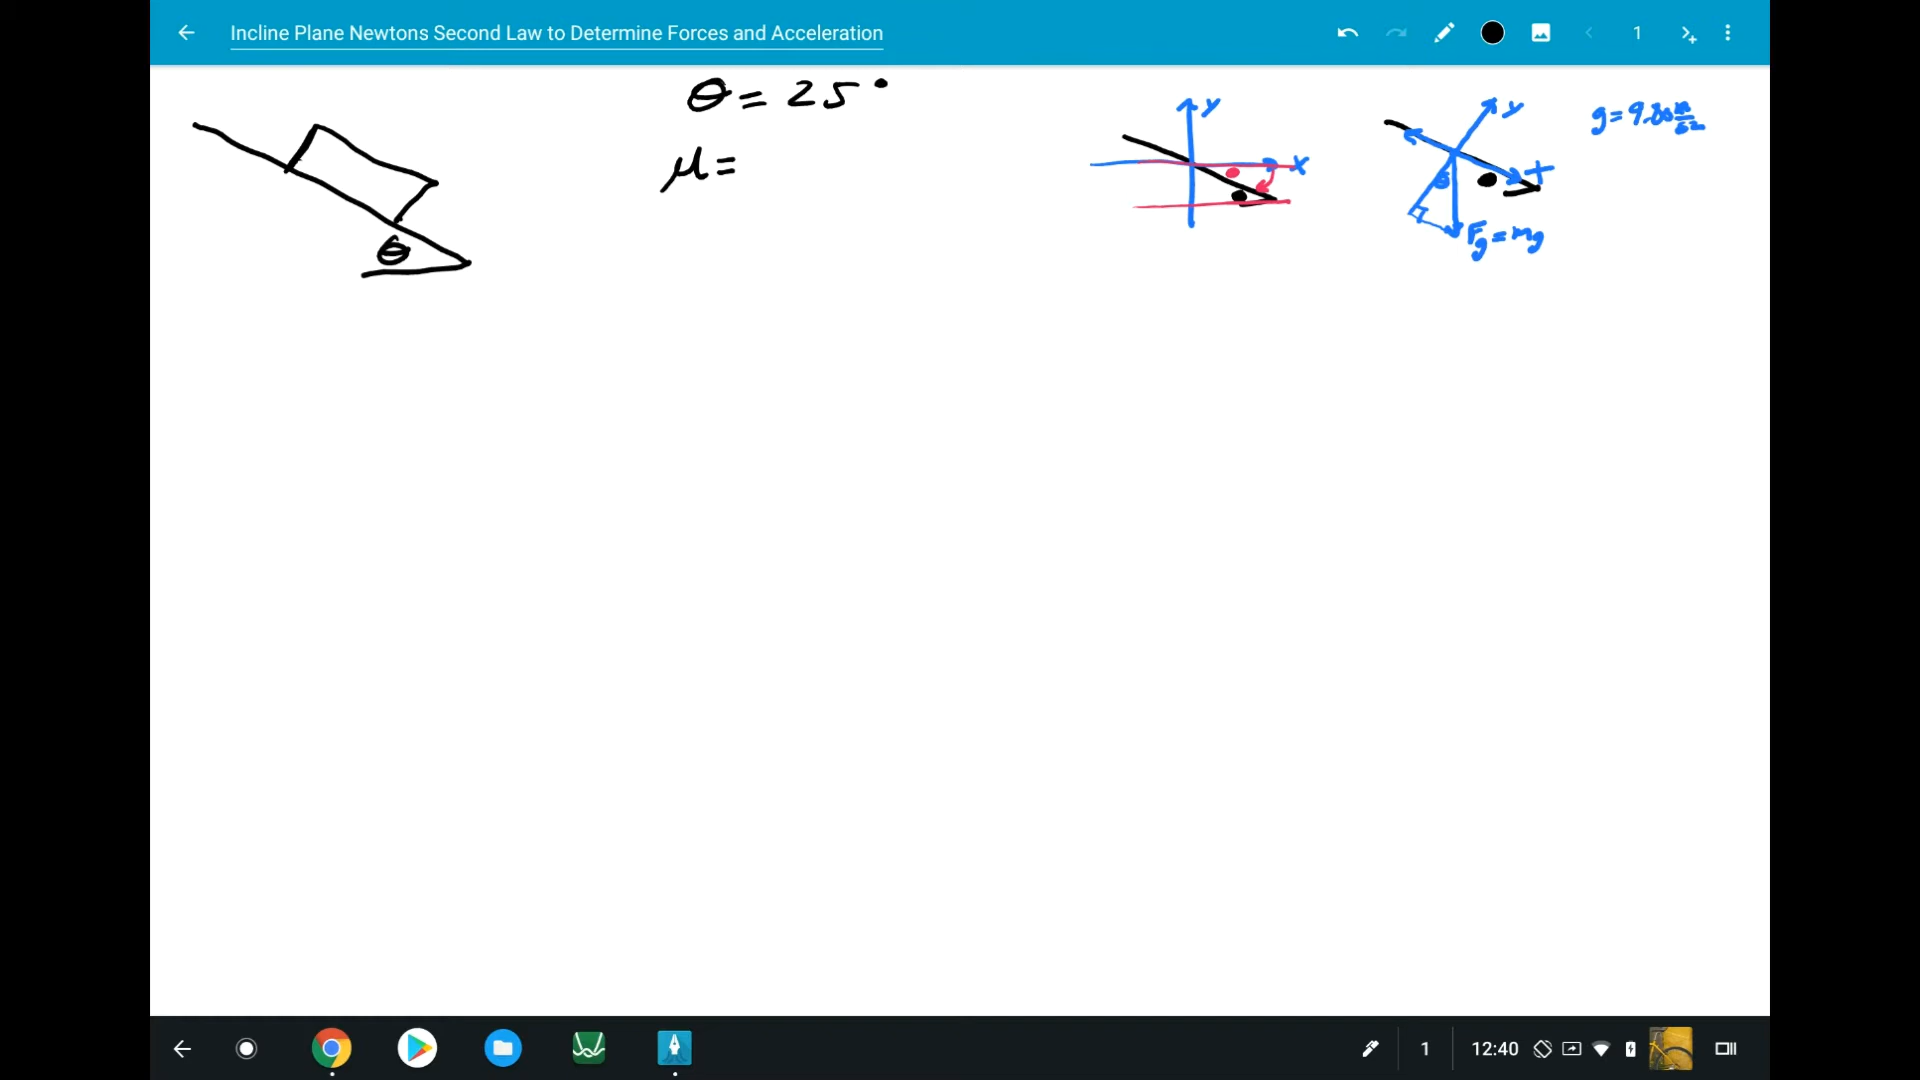 Incline Plane Newtons Second Law to Determine Forces and Acceleration
1
θ = 25°
μ =
θ
y
x
y
+
θ
Fg = mg
g = 9.80 m/s²
1
12:40